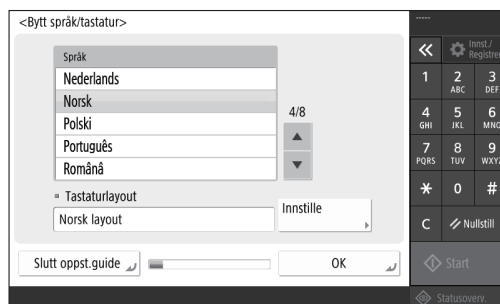 <Bytt språk/tastatur>
Språk
Nederlands
Norsk
Polski
Português
Română
4/8
Tastaturlayout
Norsk layout
Innstille
Slutt oppst.guide
OK
-----
Innst./
Registrer
1
2
ABC
3
DEF
4
GHI
5
JKL
6
MNO
7
PQRS
8
TUV
9
WXYZ
*
0
#
C
Nullstill
Start
Statusoverv.